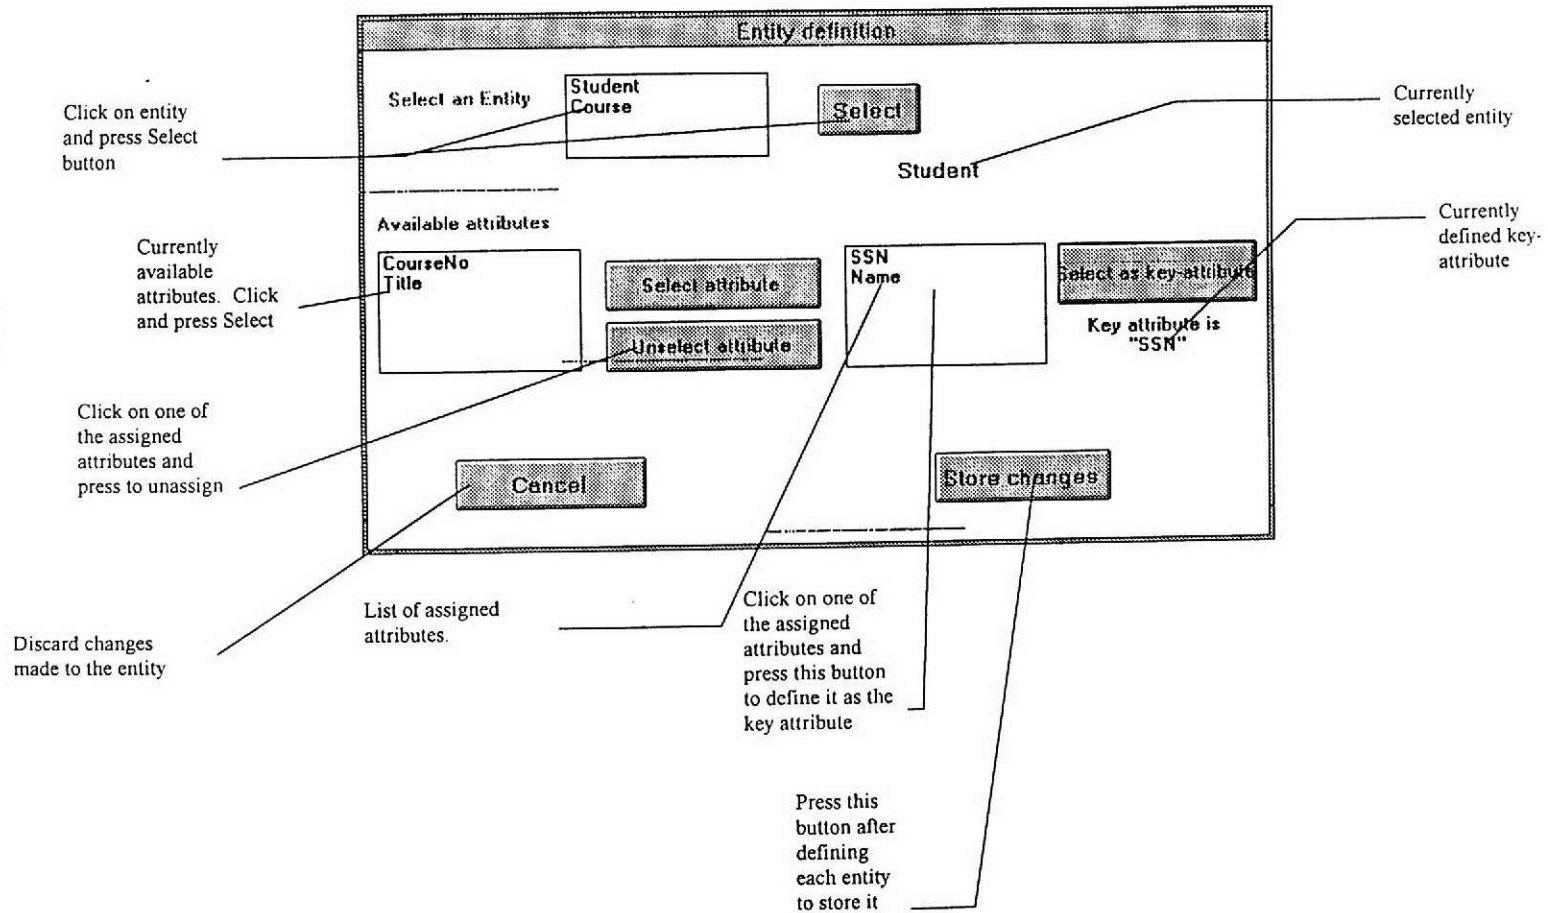 Entity definition
Select an Entity
Student
Course
Select
Student
Available attributes
CourseNo
Title
Select attribute
Unselect attribute
SSN
Name
Select as key-attribute
Key attribute is
"SSN"
Cancel
Store changes
Click on entity
and press Select
button
Currently
available
attributes. Click
and press Select
Click on one of
the assigned
attributes and
press to unassign
Discard changes
made to the entity
List of assigned
attributes.
Click on one of
the assigned
attributes and
press this button
to define it as the
key attribute
Press this
button after
defining
each entity
to store it
Currently
selected entity
Currently
defined key-
attribute